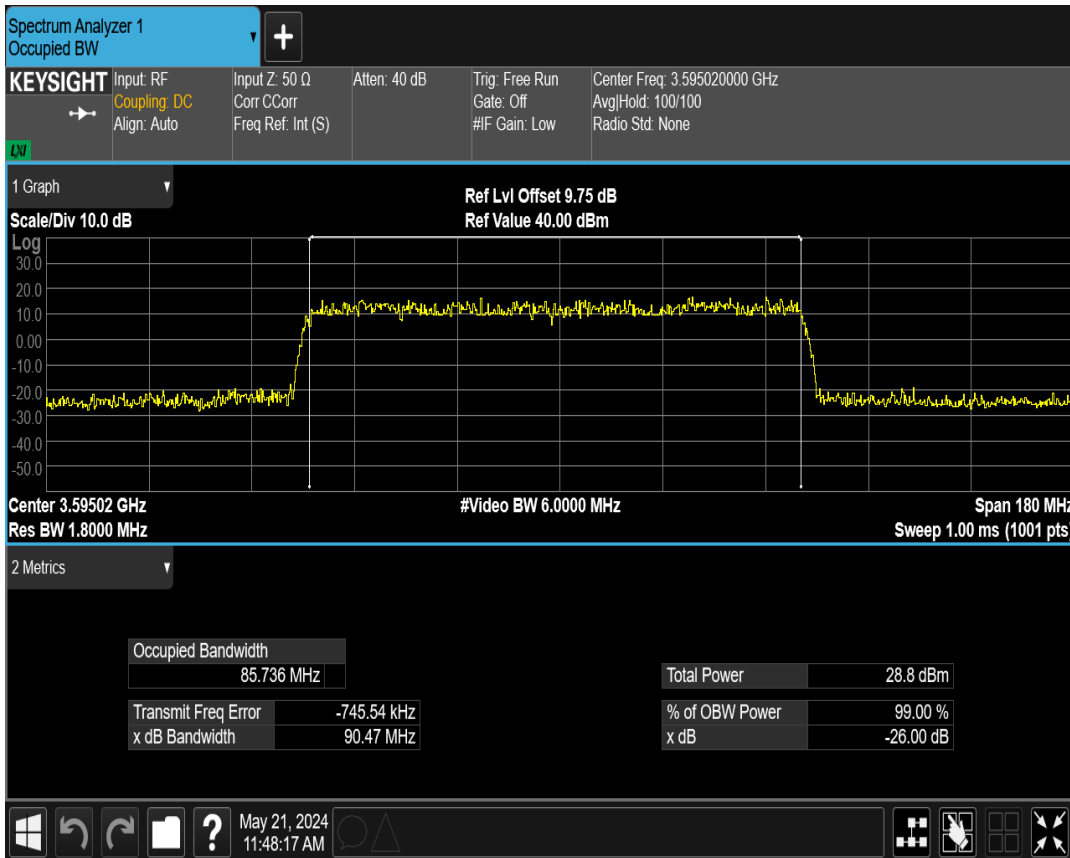 Spectrum Analyzer 1
Occupied BW
+
KEYSIGHT
Input: RF
Coupling: DC
Align: Auto
Input Z: 50 Ω
Corr CCorr
Freq Ref: Int (S)
Atten: 40 dB
Trig: Free Run
Gate: Off
#IF Gain: Low
Center Freq: 3.595020000 GHz
Avg|Hold: 100/100
Radio Std: None
LXI
1 Graph
Ref Lvl Offset 9.75 dB
Scale/Div 10.0 dB
Ref Value 40.00 dBm
Log
30.0
20.0
10.0
0.00
-10.0
-20.0
-30.0
-40.0
-50.0
Center 3.59502 GHz
#Video BW 6.0000 MHz
Span 180 MHz
Res BW 1.8000 MHz
Sweep 1.00 ms (1001 pts)
2 Metrics
Occupied Bandwidth
85.736 MHz
Total Power 28.8 dBm
Transmit Freq Error -745.54 kHz
% of OBW Power 99.00 %
x dB Bandwidth 90.47 MHz
x dB -26.00 dB
?
May 21, 2024
11:48:17 AM